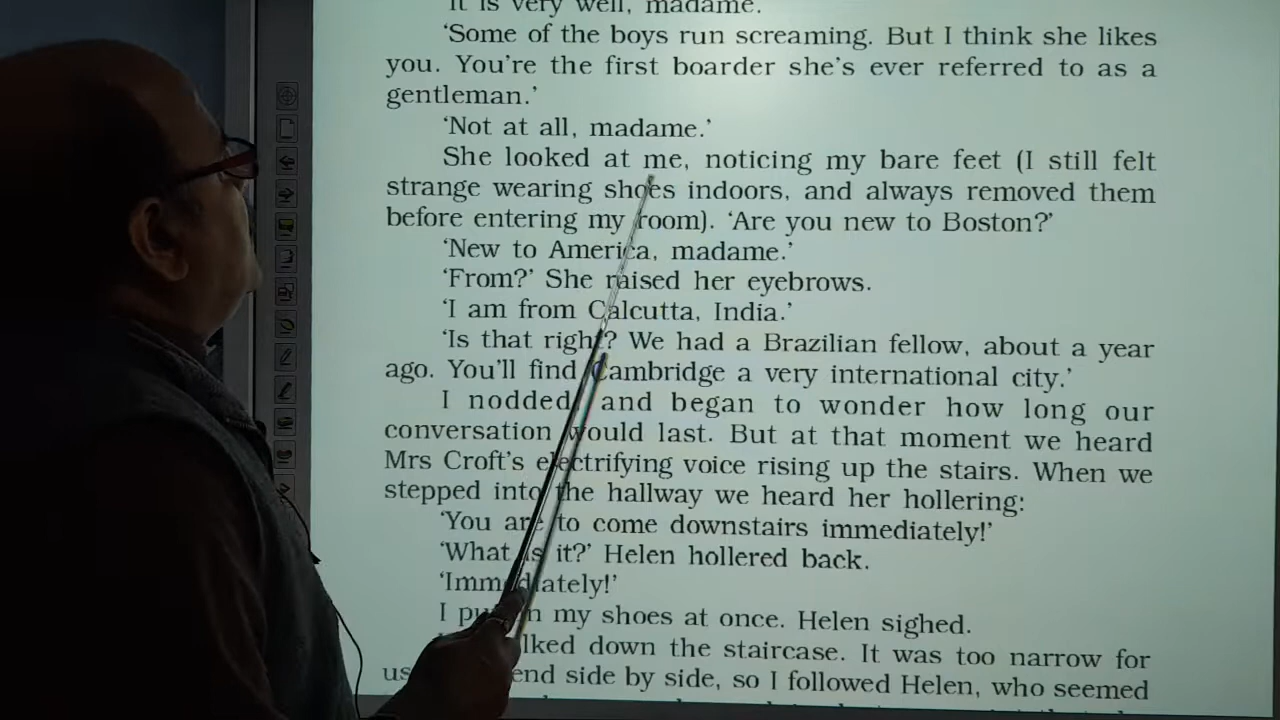 It is very well, madame.
‘Some of the boys run screaming. But I think she likes
you. You’re the first boarder she’s ever referred to as a
gentleman.’
‘Not at all, madame.’
She looked at me, noticing my bare feet (I still felt
strange wearing shoes indoors, and always removed them
before entering my room). ‘Are you new to Boston?’
‘New to America, madame.’
‘From?’ She raised her eyebrows.
‘I am from Calcutta, India.’
‘Is that right? We had a Brazilian fellow, about a year
ago. You’ll find Cambridge a very international city.’
I nodded, and began to wonder how long our
conversation would last. But at that moment we heard
Mrs Croft’s electrifying voice rising up the stairs. When we
stepped into the hallway we heard her hollering:
‘You are to come downstairs immediately!’
‘What is it?’ Helen hollered back.
‘Immediately!’
I put on my shoes at once. Helen sighed.
down the staircase. It was too narrow for
us side by side, so I followed Helen, who seemed